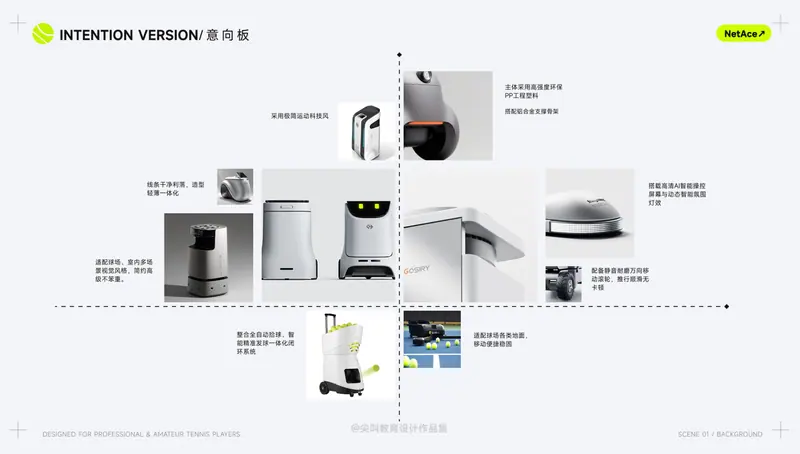 INTENTION VERSION/意向板
NetAce↗
采用极简运动科技风
主体采用高强度环保
PP工程塑料
搭配铝合金支撑骨架
线条干净利落，造型
轻薄一体化
搭载高清AI智能操控
屏幕与动态智能氛围
灯效
适配球场、室内多场
景视觉风格，简约高
级不笨重。
GOSIRY
配备静音耐磨万向移
动滚轮，推行顺滑无
卡顿
整合全自动拾球、智
能精准发球一体化闭
环系统
适配球场各类地面，
移动便捷稳固
@尖叫教育设计作品集
DESIGNED FOR PROFESSIONAL & AMATEUR TENNIS PLAYERS
SCENE 01 / BACKGROUND